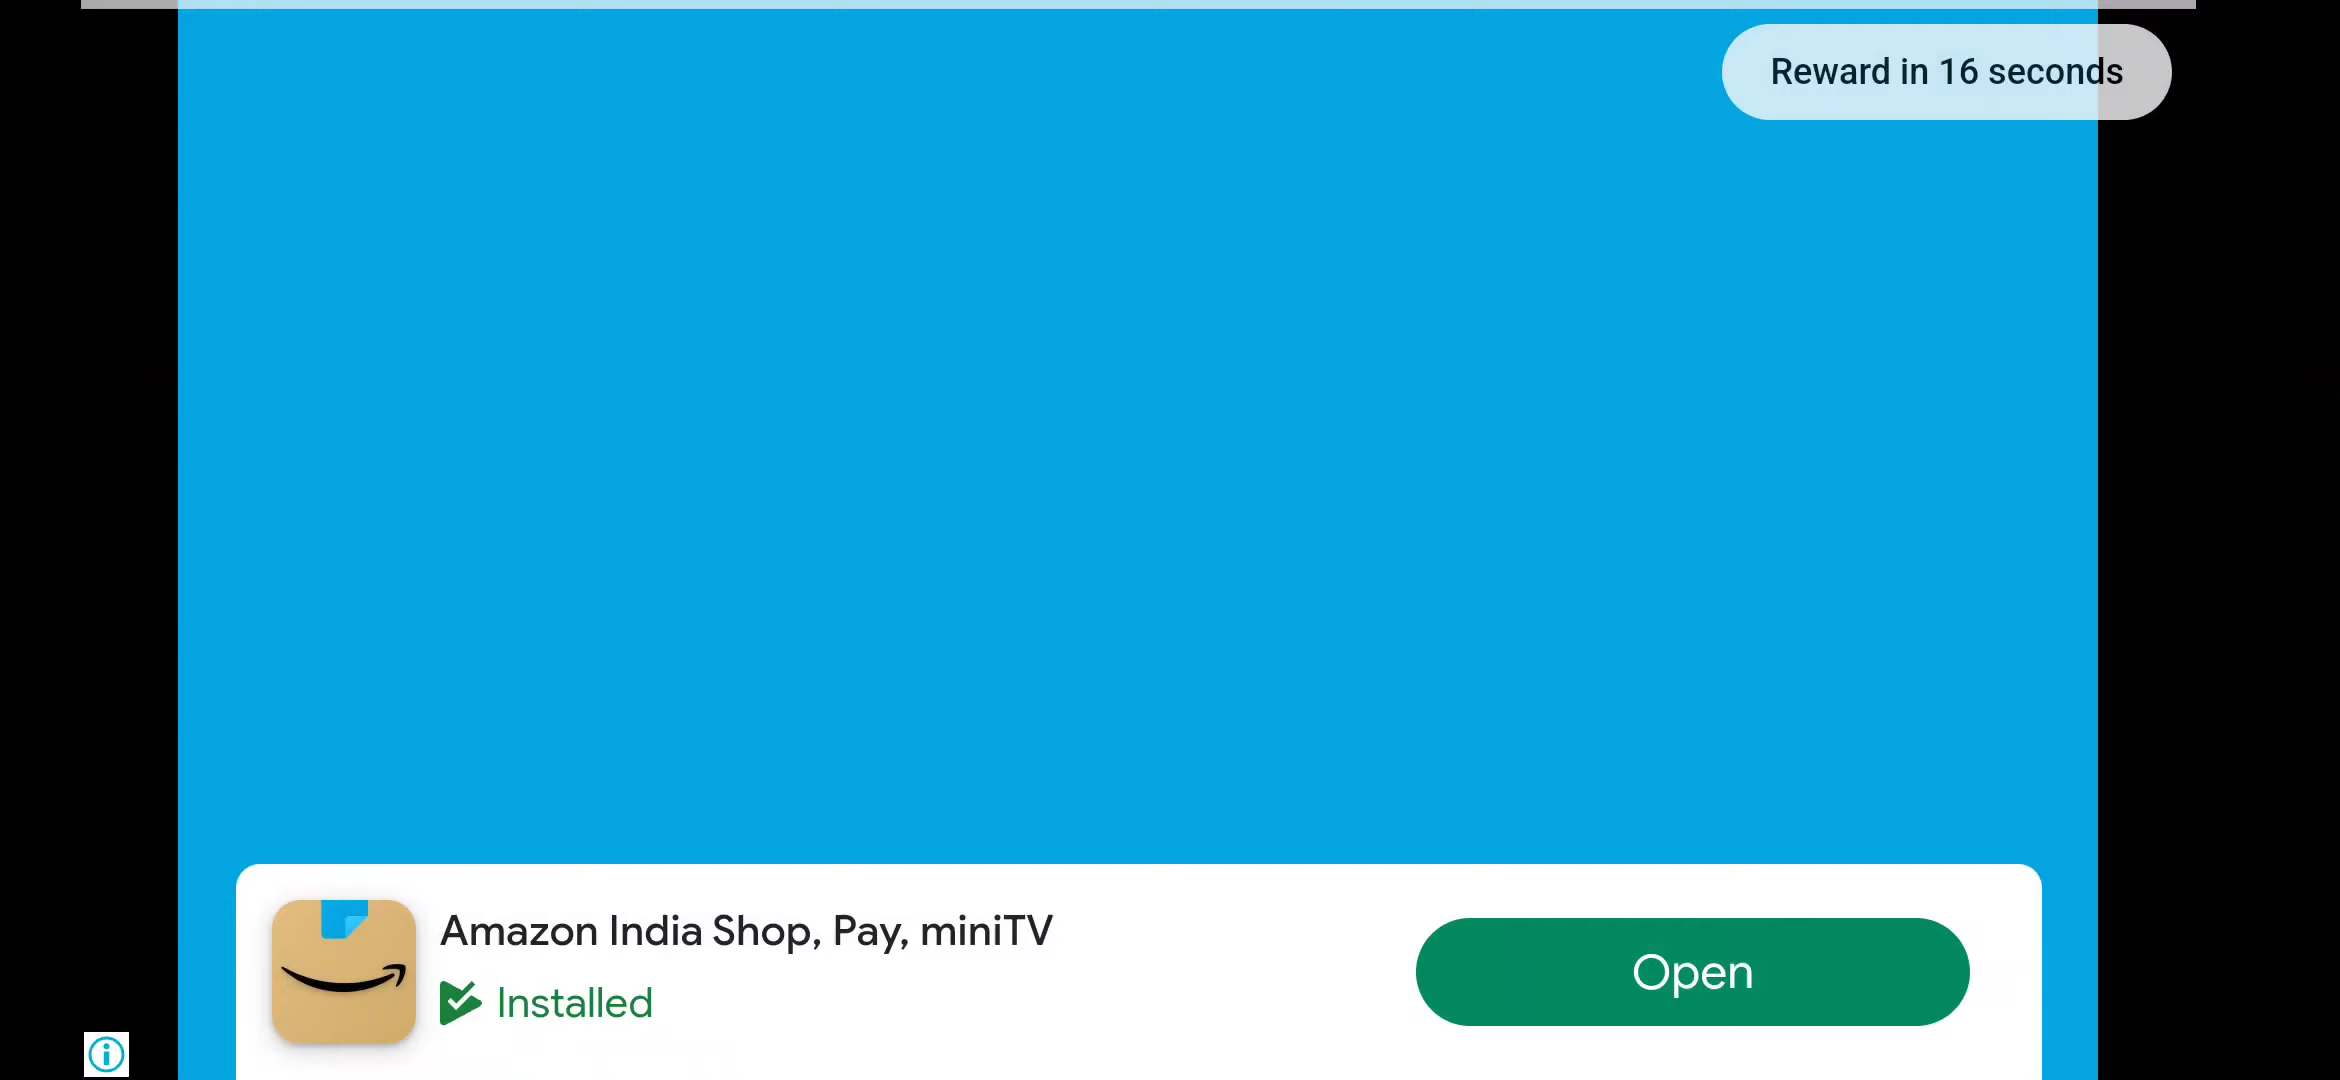 Reward in 16 seconds
Amazon India Shop, Pay, miniTV
Installed
Open